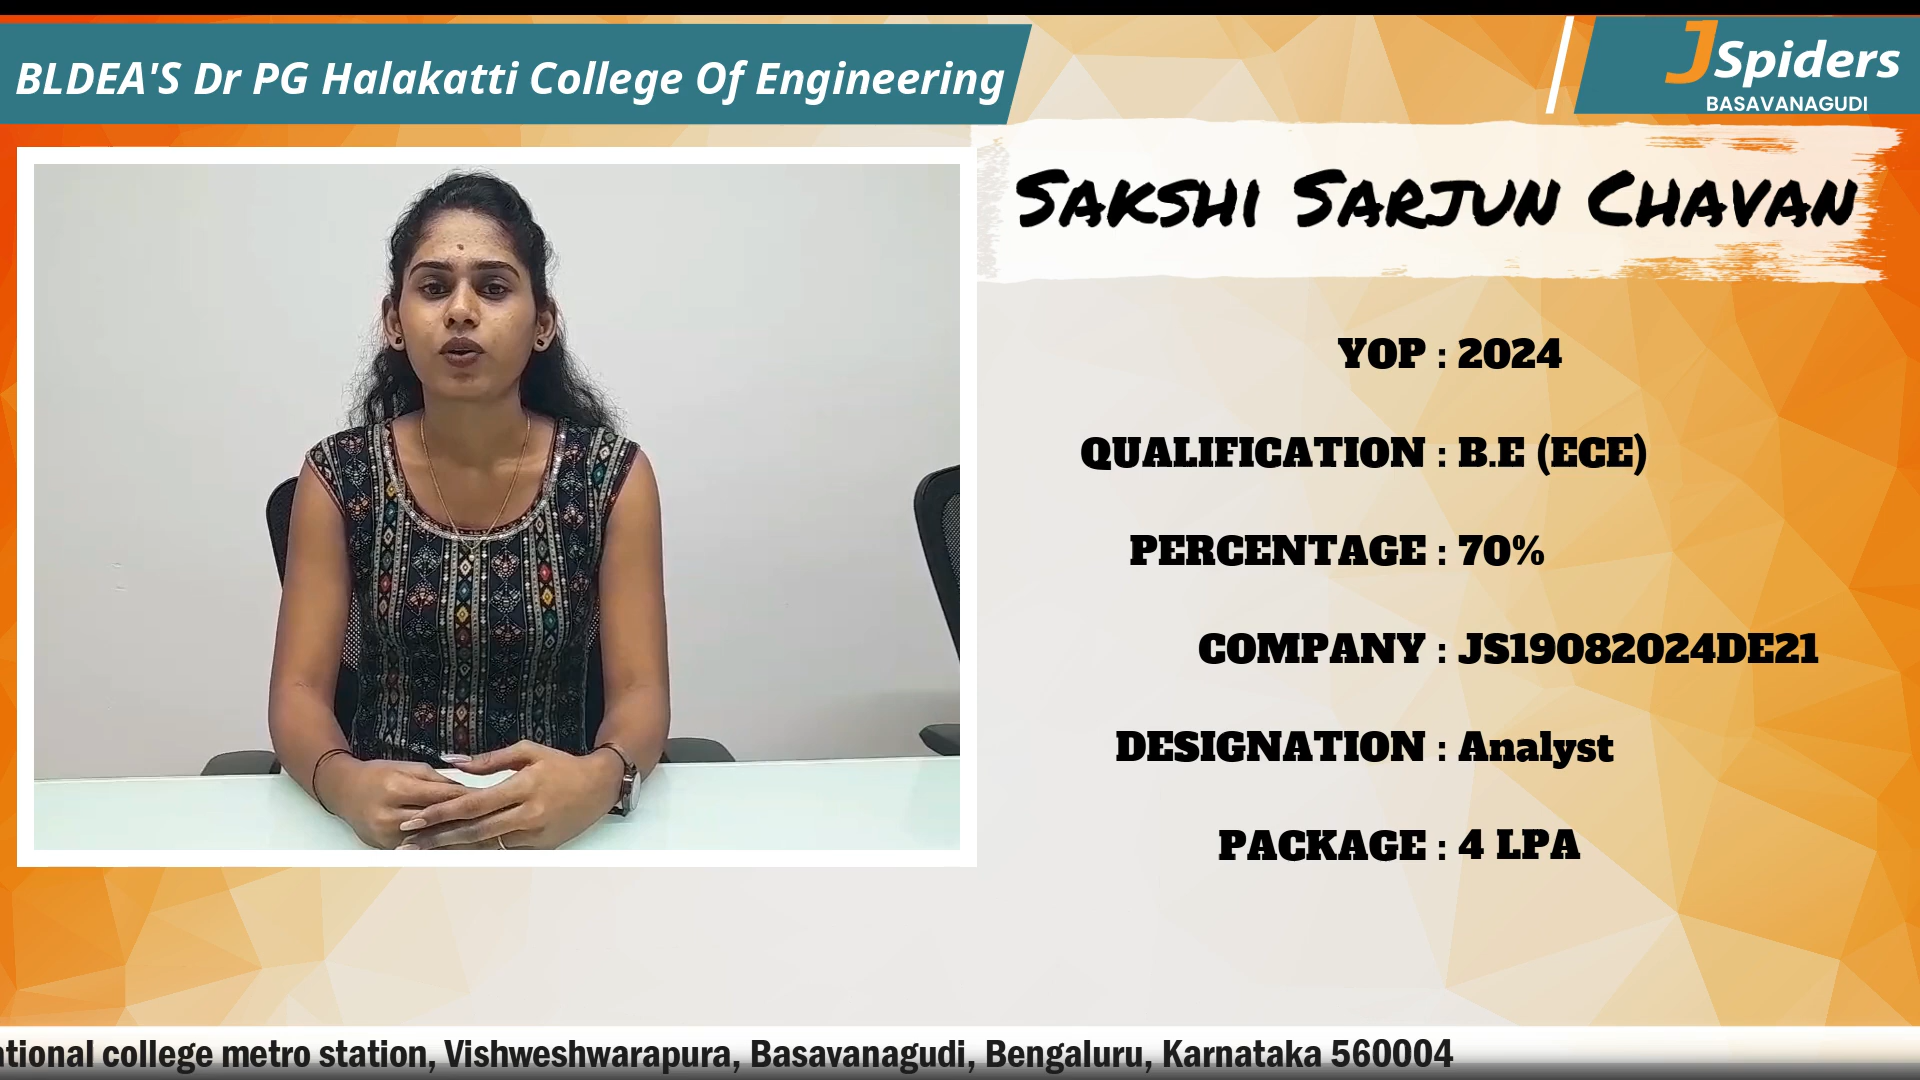 BLDEA'S Dr PG Halakatti College Of Engineering
JSpiders
BASAVANAGUDI
SAKSHI SARJUN CHAVAN
YOP : 2024
QUALIFICATION : B.E (ECE)
PERCENTAGE : 70%
COMPANY : JS19082024DE21
DESIGNATION : Analyst
PACKAGE : 4 LPA
college metro station, Vishweshwarapura, Basavanagudi, Bengaluru, Karnataka 560004